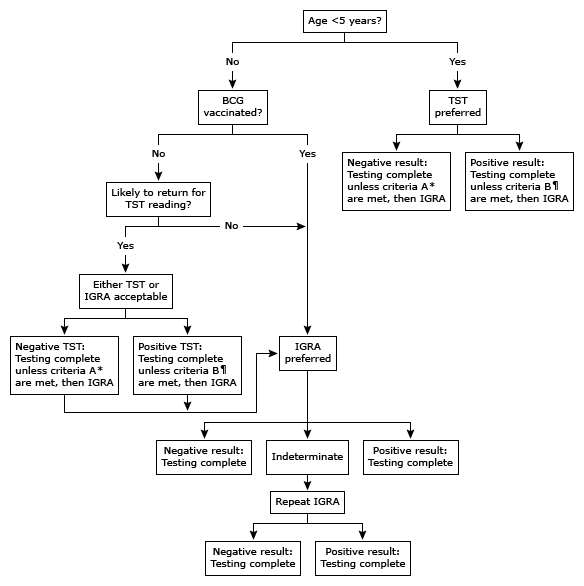 Age <5 years?
No
Yes
BCG
vaccinated?
TST
preferred
No
Yes
Negative result:
Testing complete
unless criteria A*
are met, then IGRA
Positive result:
Testing complete
unless criteria B¶
are met, then IGRA
Likely to return for
TST reading?
No
Yes
Either TST or
IGRA acceptable
Negative TST:
Testing complete
unless criteria A*
are met, then IGRA
Positive TST:
Testing complete
unless criteria B¶
are met, then IGRA
IGRA
preferred
Negative result:
Testing complete
Indeterminate
Positive result:
Testing complete
Repeat IGRA
Negative result:
Testing complete
Positive result:
Testing complete